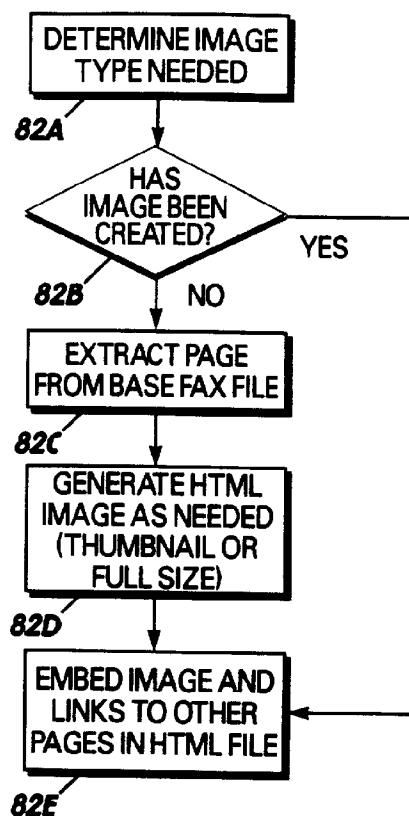 DETERMINE IMAGE
TYPE NEEDED
82A
HAS
IMAGE BEEN
CREATED?
YES
82B
NO
EXTRACT PAGE
FROM BASE FAX FILE
82C
GENERATE HTML
IMAGE AS NEEDED
(THUMBNAIL OR
FULL SIZE)
82D
EMBED IMAGE AND
LINKS TO OTHER
PAGES IN HTML FILE
82E